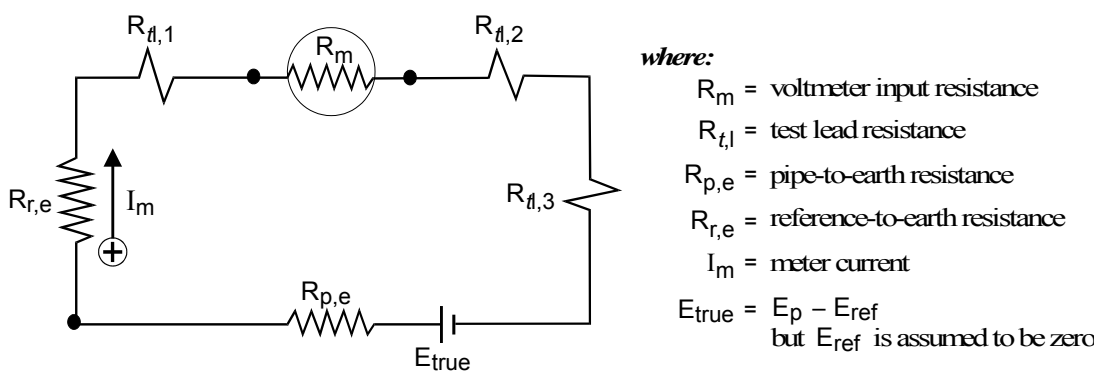 R_tl,1
R_m
R_tl,2
R_r,e
I_m
+
R_tl,3
R_p,e
E_true
where:
R_m = voltmeter input resistance
R_t,l = test lead resistance
R_p,e = pipe-to-earth resistance
R_r,e = reference-to-earth resistance
I_m = meter current
E_true = E_p – E_ref
but E_ref is assumed to be zero